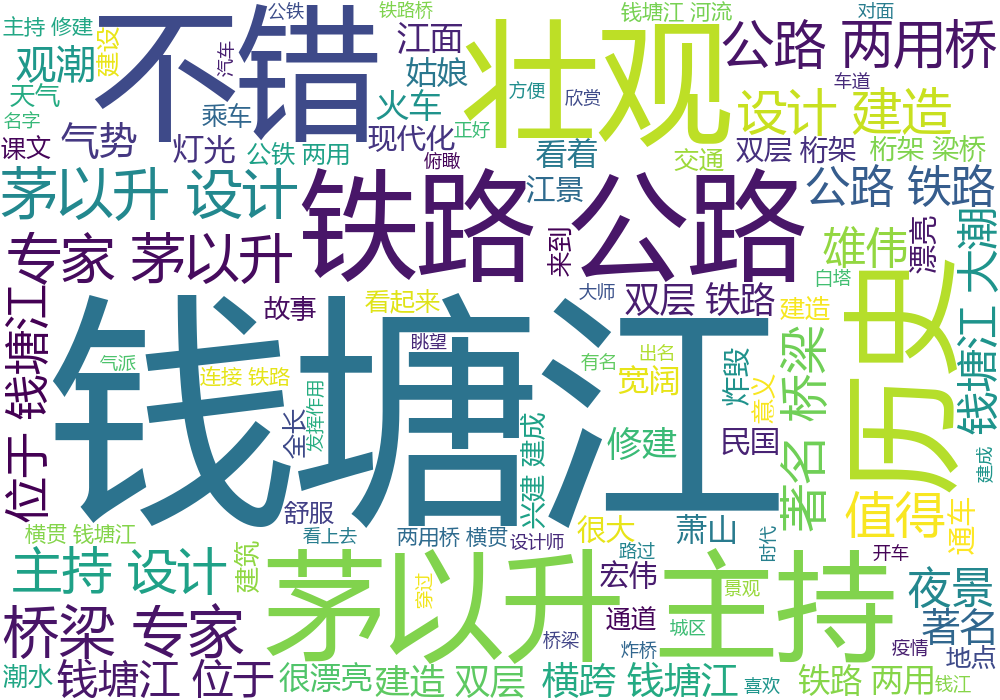 主持 修建
公铁
铁路桥
钱塘江 河流
对面
不错
壮观
公路 两用桥
观潮
建设
汽车
江面
姑娘
车道
天气
名字
乘车
火车
方便
欣赏
设计 建造
课文
气势
灯光
公铁 两用
现代化
正好
俯瞰
看着
交通
双层 桁架
桁架 梁桥
茅以升 设计
铁路 公路
江景
公路 铁路
专家 茅以升
来到
雄伟
漂亮
钱塘江 大潮
白塔
位于 钱塘江
故事
看起来
大师
双层 铁路
建造
历史
钱塘江
眺望
气派
连接 铁路
有名
出名
宽阔
炸毁
意义
著名 桥梁
全长
发挥作用
兴建 建成
修建
民国
建成
值得
通车
舒服
横贯 钱塘江
看上去
两用桥 横贯
设计师
很大
萧山
路过
时代
开车
主持 设计
建筑
茅以升 主持
穿过
宏伟
景观
夜景
桥梁 专家
通道
城区
著名
桥梁
炸桥
疫情
地点
潮水
钱塘江 位于
很漂亮
建造 双层
横跨 钱塘江
喜欢
铁路 两用
钱江